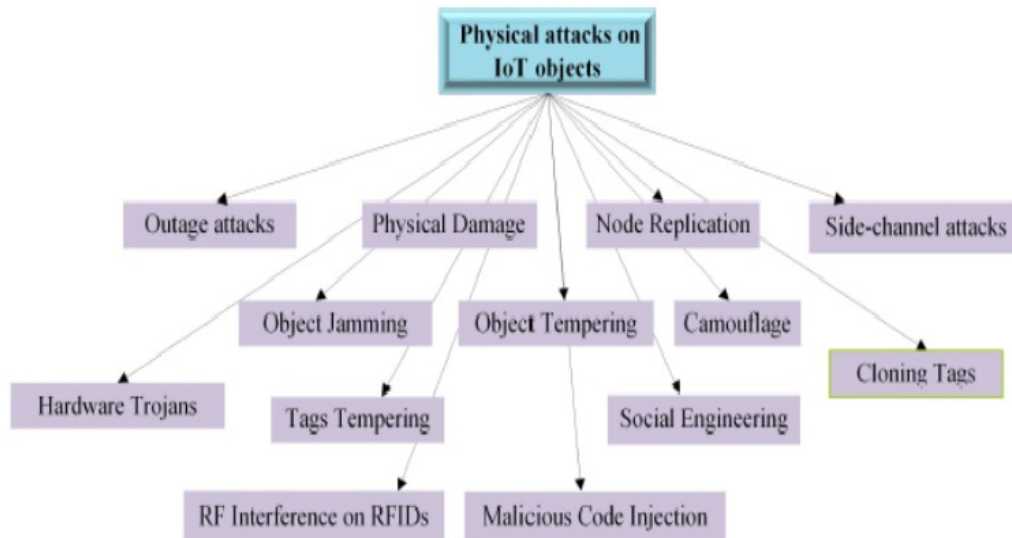 Physical attacks on
IoT objects
Outage attacks
Physical Damage
Node Replication
Side-channel attacks
Object Jamming
Object Tempering
Camouflage
Cloning Tags
Hardware Trojans
Tags Tempering
Social Engineering
RF Interference on RFIDs
Malicious Code Injection